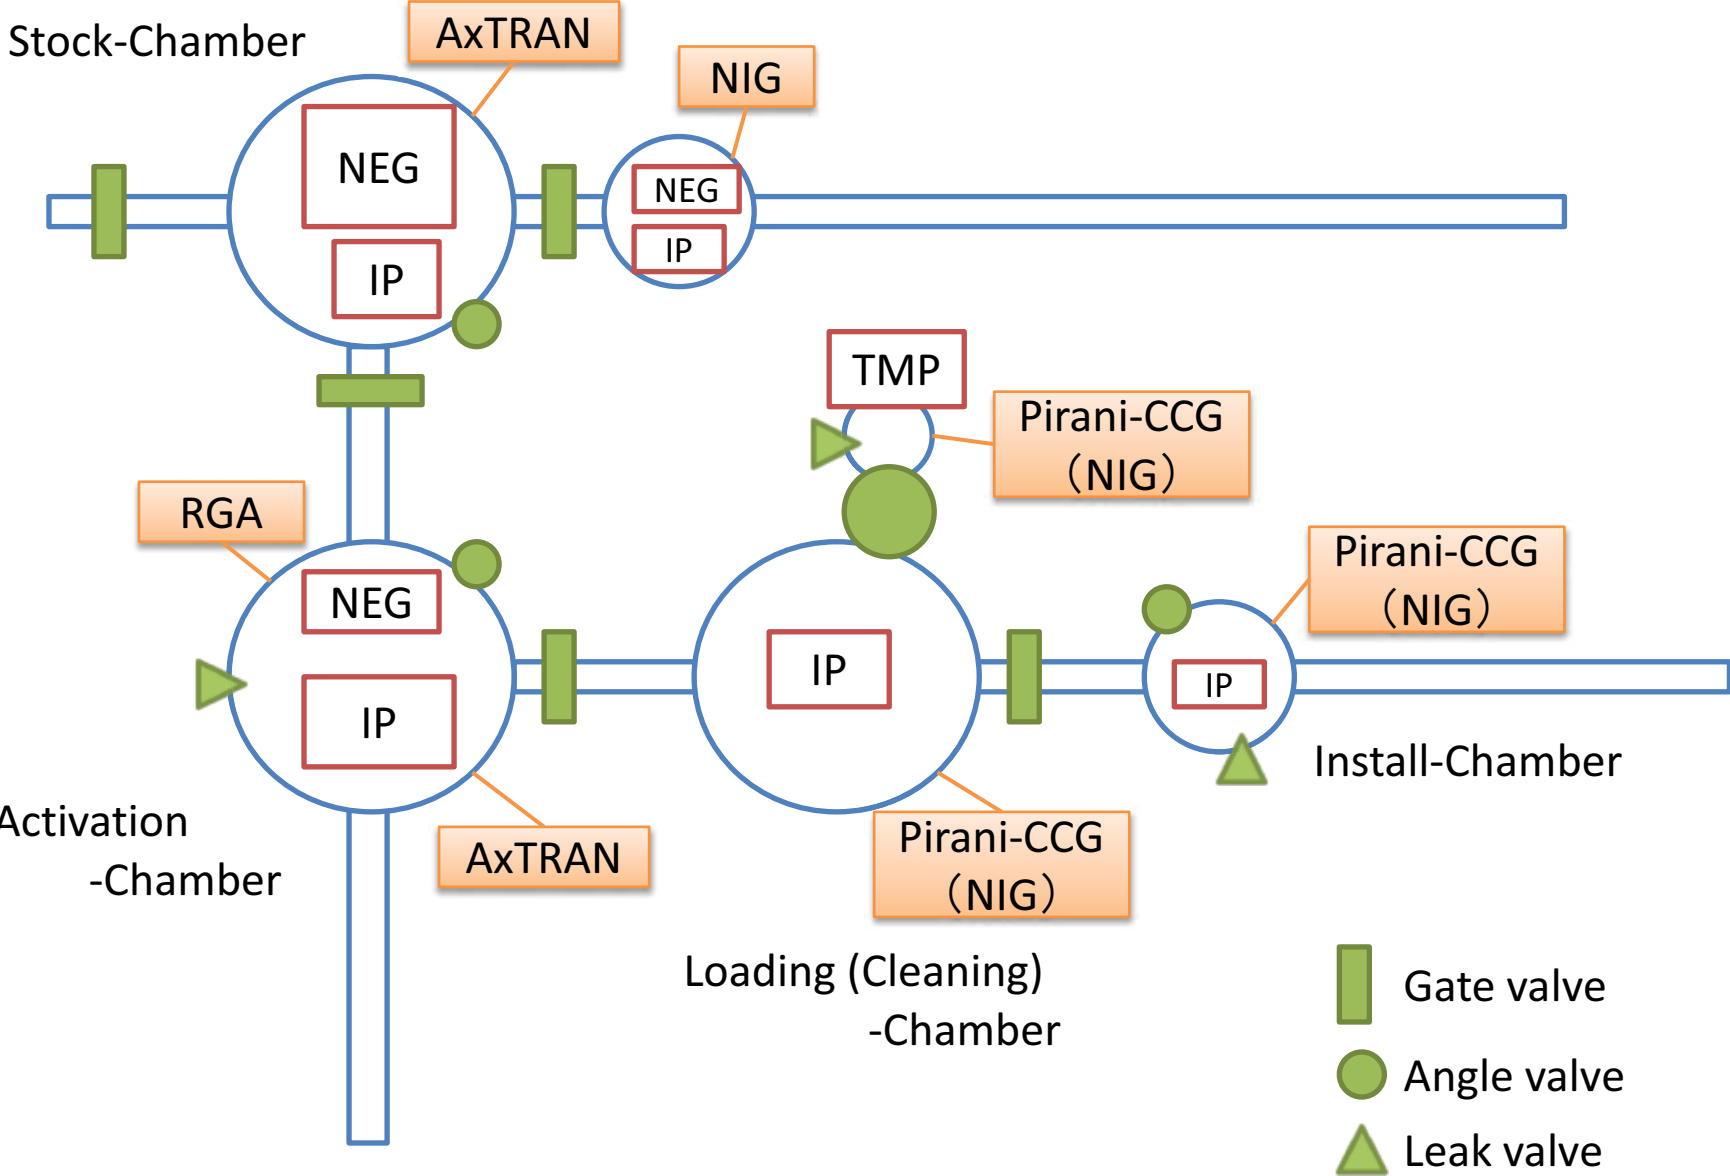 Stock-Chamber
AxTRAN
NIG
NEG
IP
NEG
IP
TMP
Pirani-CCG
（NIG）
RGA
NEG
IP
AxTRAN
Activation
-Chamber
IP
Pirani-CCG
（NIG）
Loading (Cleaning)
-Chamber
Pirani-CCG
（NIG）
IP
Install-Chamber
Gate valve
Angle valve
Leak valve